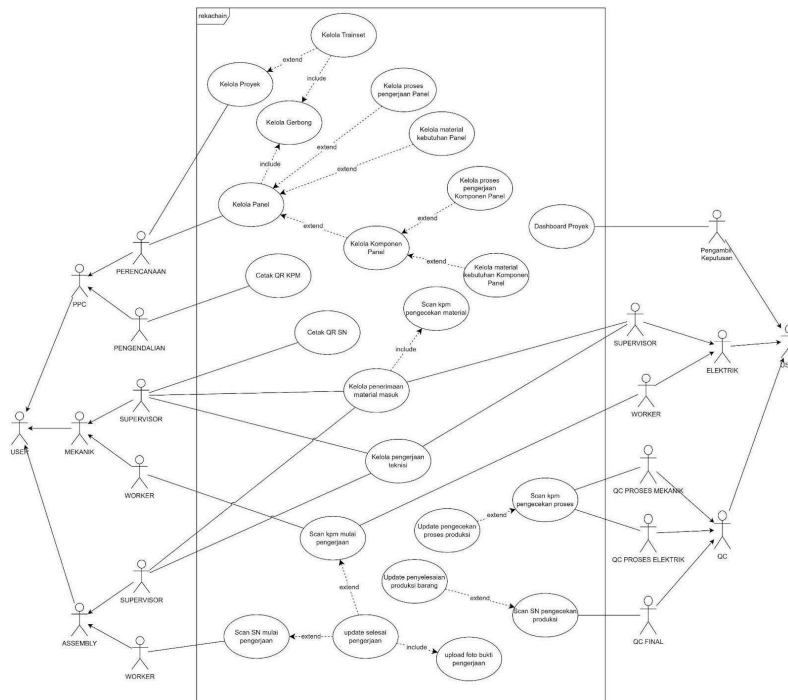 rekachain
Kelola Trainset
extend
Kelola Proyek
include
Kelola proses
pengerjaan Panel
Kelola Gerbong
extend
Kelola material
kebutuhan Panel
include
extend
Kelola proses
pengerjaan
Komponen Panel
Kelola Panel
extend
extend
Kelola Komponen
Panel
Dashboard Proyek
Pengambil
Keputusan
extend
Kelola material
kebutuhan Komponen
Panel
PERENCANAAN
PPC
Cetak QR KPM
Scan kpm
pengecekan material
PENGENDALIAN
Cetak QR SN
include
SUPERVISOR
ELEKTRIK
Kelola penerimaan
material masuk
SUPERVISOR
WORKER
USER
MEKANIK
Kelola pengerjaan
teknisi
WORKER
QC PROSES MEKANIK
Scan kpm
pengecekan proses
Scan kpm mulai
pengerjaan
Update pengecekan
proses produksi
extend
QC PROSES ELEKTRIK
QC
SUPERVISOR
extend
Update penyelesaian
produksi barang
extend
ASSEMBLY
Scan SN mulai
pengerjaan
extend
update selesai
pengerjaan
Scan SN pengecekan
produksi
QC FINAL
WORKER
include
upload foto bukti
pengerjaan